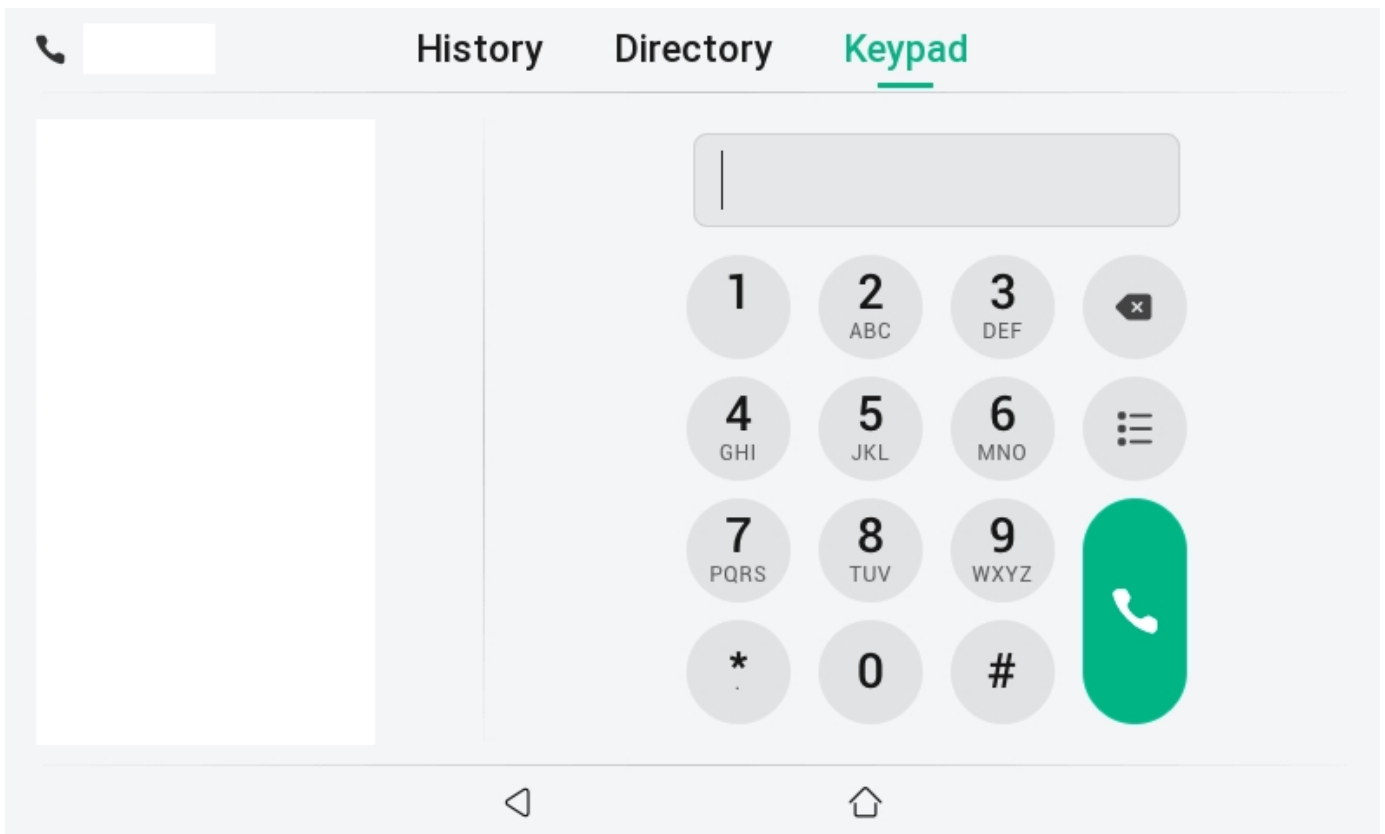 History Directory Keypad
1 2 3
ABC DEF
4 5 6
GHI JKL MNO
7 8 9
PQRS TUV WXYZ
* 0 #
.